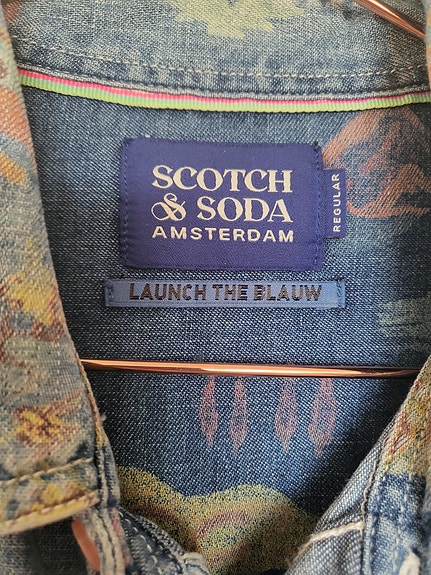 SCOTCH
& SODA
AMSTERDAM
REGULAR
LAUNCH THE BLAUW